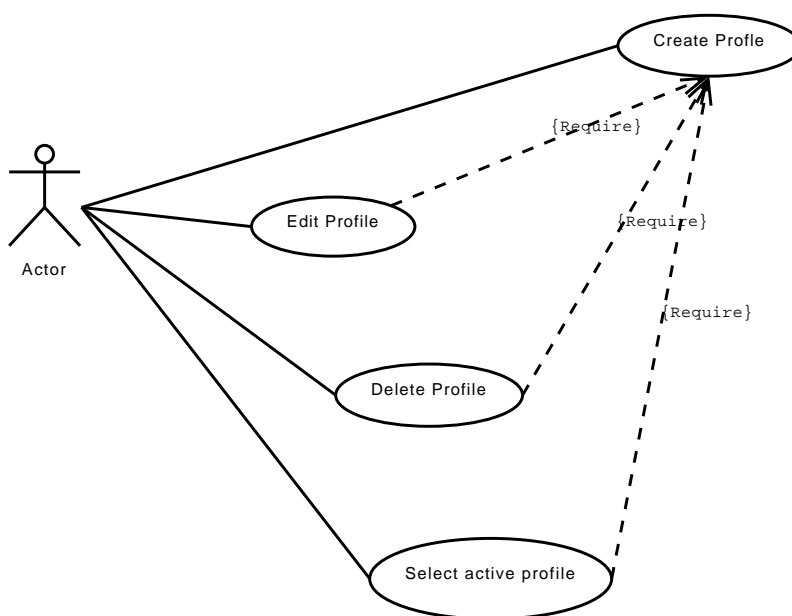 Create Profle
{Require}
Edit Profile
{Require}
Actor
{Require}
Delete Profile
Select active profile